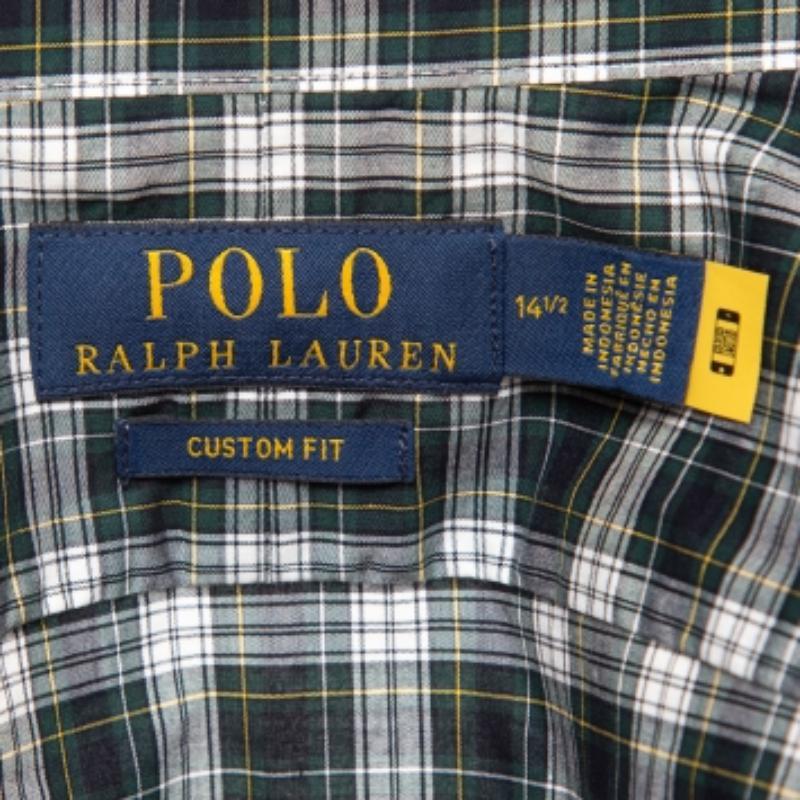 POLO
RALPH LAUREN
CUSTOM FIT
14 1/2
MADE IN
INDONESIA
FABRIQUÉ EN
INDONÉSIE
HECHO EN
INDONESIA